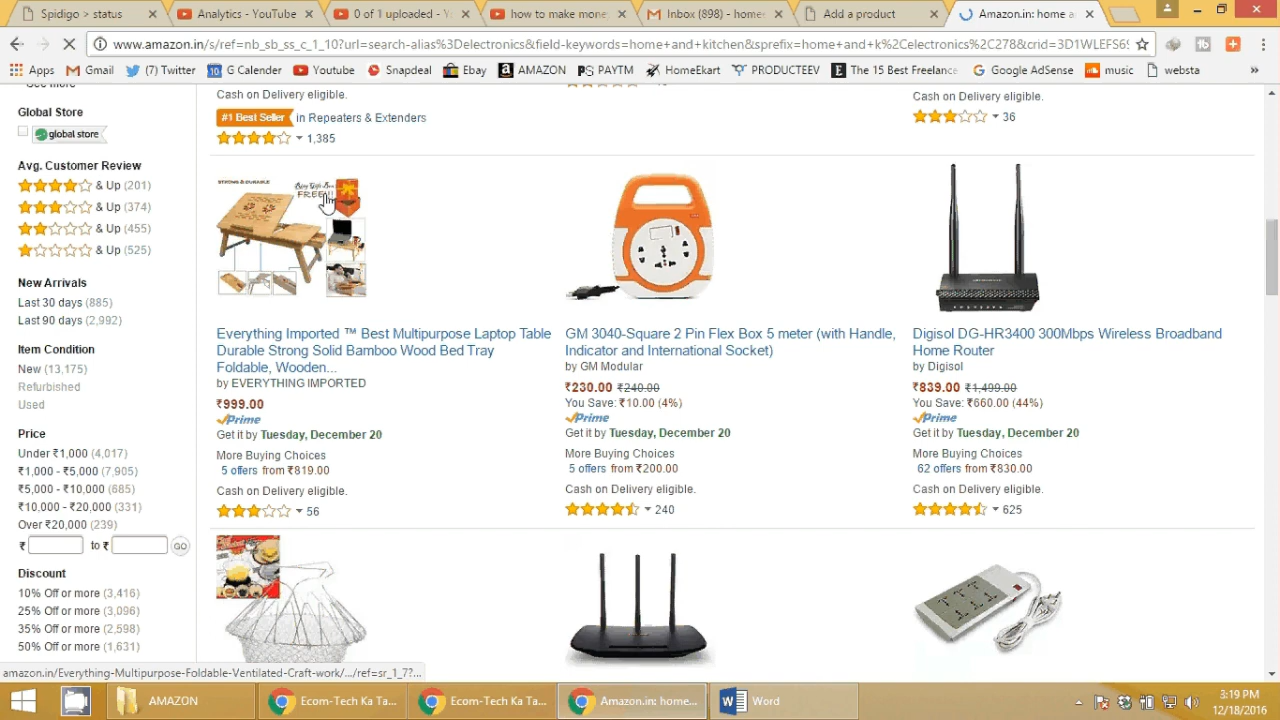 Spidigo > status
Analytics - YouTube
0 of 1 uploaded - Y
how to make mone
Inbox (898) - home
Add a product
Amazon.in: home a
www.amazon.in/s/ref=nb_sb_ss_c_1_10?url=search-alias%3Delectronics&field-keywords=home+and+kitchen&sprefix=home+and+k%2Celectronics%2C278&crid=3D1WLEFS69
Apps
Gmail
(7) Twitter
G Calender
Youtube
Snapdeal
Ebay
AMAZON
PAYTM
HomeEkart
PRODUCTEEV
The 15 Best Freelance
Google AdSense
music
websta
»
See more
Global Store
global store
Avg. Customer Review
& Up (201)
& Up (374)
& Up (455)
& Up (525)
New Arrivals
Last 30 days (885)
Last 90 days (2,992)
Item Condition
New (13,175)
Refurbished
Used
Price
Under ₹1,000 (4,017)
₹1,000 - ₹5,000 (7,905)
₹5,000 - ₹10,000 (685)
₹10,000 - ₹20,000 (331)
Over ₹20,000 (239)
₹ to ₹ GO
Discount
10% Off or more (3,416)
25% Off or more (3,096)
35% Off or more (2,598)
50% Off or more (1,631)
Cash on Delivery eligible.
#1 Best Seller in Repeaters & Extenders
1,385
Cash on Delivery eligible.
36
STRONG & DURABLE
FREE!!
Everything Imported ™ Best Multipurpose Laptop Table
Durable Strong Solid Bamboo Wood Bed Tray
Foldable, Wooden...
by EVERYTHING IMPORTED
₹999.00
Prime
Get it by Tuesday, December 20
More Buying Choices
5 offers from ₹819.00
Cash on Delivery eligible.
56
GM 3040-Square 2 Pin Flex Box 5 meter (with Handle,
Indicator and International Socket)
by GM Modular
₹230.00 ₹240.00
You Save: ₹10.00 (4%)
Prime
Get it by Tuesday, December 20
More Buying Choices
5 offers from ₹200.00
Cash on Delivery eligible.
240
Digisol DG-HR3400 300Mbps Wireless Broadband
Home Router
by Digisol
₹839.00 ₹1,499.00
You Save: ₹660.00 (44%)
Prime
Get it by Tuesday, December 20
More Buying Choices
62 offers from ₹830.00
Cash on Delivery eligible.
625
amazon.in/Everything-Multipurpose-Foldable-Ventilated-Craft-work/.../ref=sr_1_7?...
AMAZON
Ecom-Tech Ka Ta...
Ecom-Tech Ka Ta...
Amazon.in: home...
Word
3:19 PM
12/18/2016